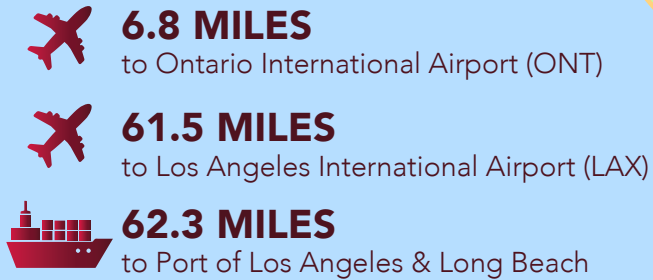 6.8 MILES
to Ontario International Airport (ONT)
61.5 MILES
to Los Angeles International Airport (LAX)
62.3 MILES
to Port of Los Angeles & Long Beach